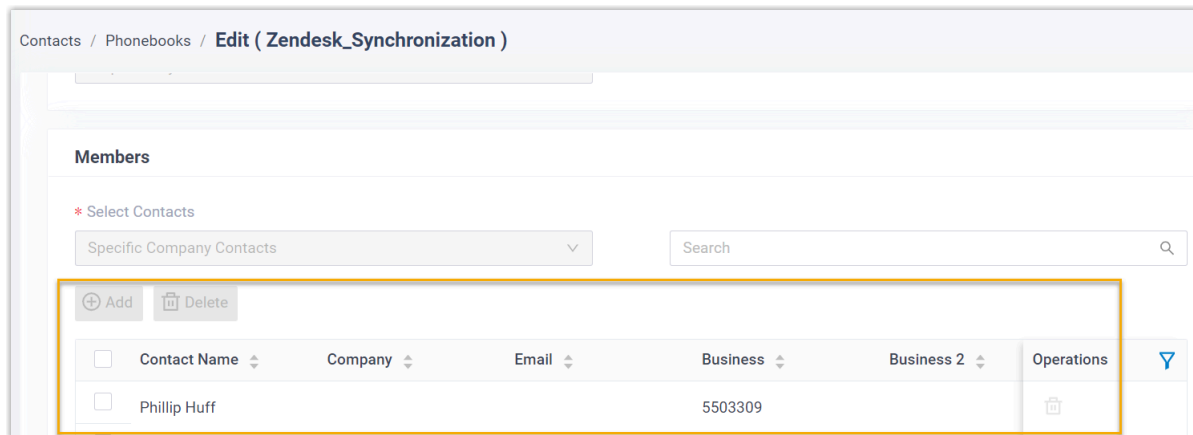 Contacts / Phonebooks / Edit ( Zendesk_Synchronization )
Members
* Select Contacts
Specific Company Contacts
Search
Add Delete
Contact Name Company Email Business Business 2 Operations
Phillip Huff 5503309